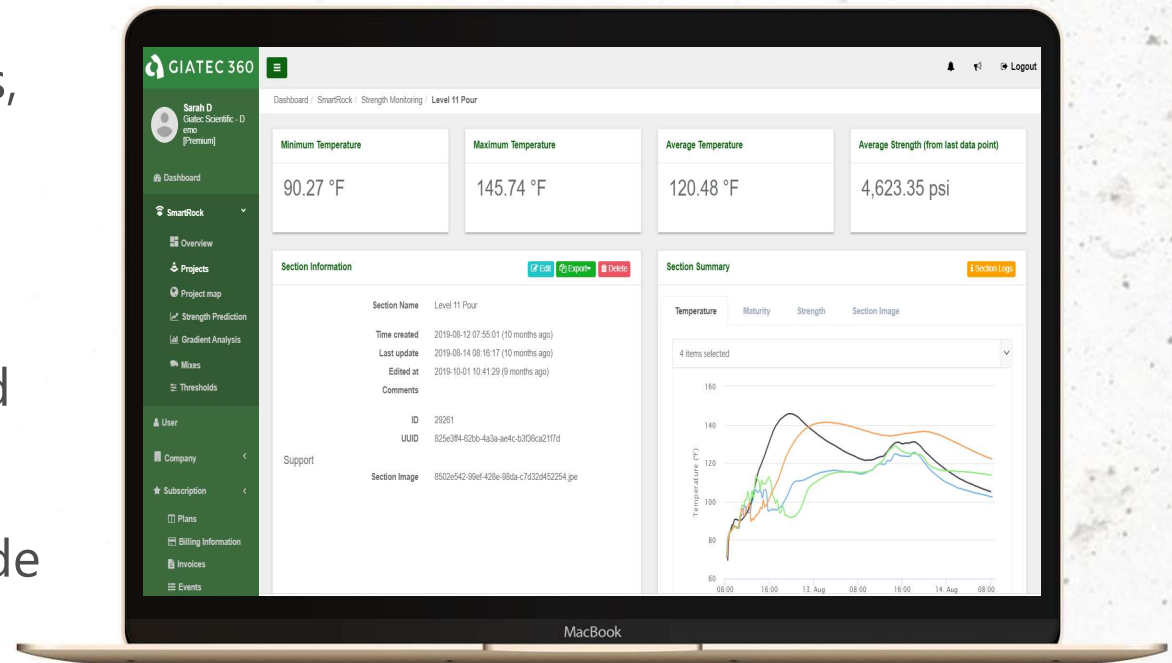 s,
d
de
GIATEC 360
Logout
Sarah D
Giatec Scientific - D
emo
[Premium]
Dashboard
SmartRock
Overview
Projects
Project map
Strength Prediction
Gradient Analysis
Mixes
Thresholds
User
Company
Subscription
Plans
Billing Information
Invoices
Events
Dashboard / SmartRock / Strength Monitoring / Level 11 Pour
Minimum Temperature
90.27 °F
Maximum Temperature
145.74 °F
Average Temperature
120.48 °F
Average Strength (from last data point)
4,623.35 psi
Section Information
Edit
Export
Delete
Section Name Level 11 Pour
Time created 2019-08-12 07:55:01 (10 months ago)
Last update 2019-08-14 08:16:17 (10 months ago)
Edited at 2019-10-01 10:41:29 (9 months ago)
Comments
ID 29261
UUID 825e3ff4-62bb-4a3a-ae4c-b3f36ca21f7d
Support
Section Image 8502e542-99ef-428e-98da-c7d32d452254.jpe
Section Summary
Section Logs
Temperature Maturity Strength Section Image
4 items selected
Temperature (°F)
160
140
120
100
80
60
08:00 16:00 13. Aug 08:00 16:00 14. Aug 08:00
MacBook